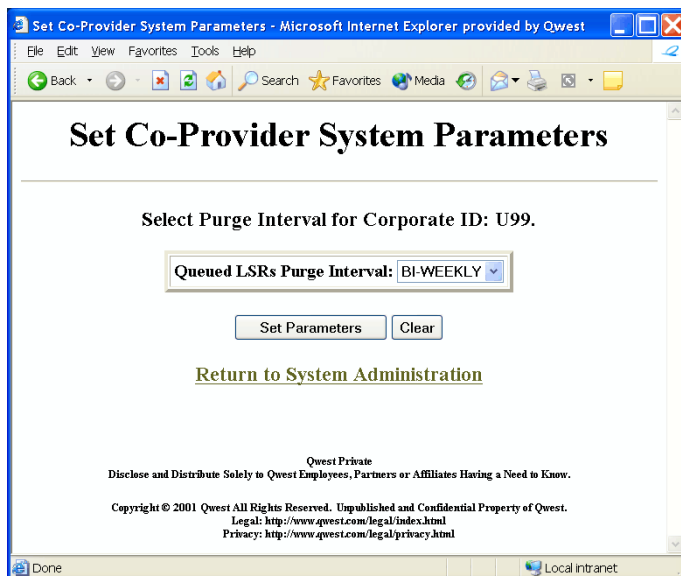 Set Co-Provider System Parameters - Microsoft Internet Explorer provided by Qwest
File Edit View Favorites Tools Help
Back Search Favorites Media
Set Co-Provider System Parameters
Select Purge Interval for Corporate ID: U99.
Queued LSRs Purge Interval: BI-WEEKLY
Set Parameters Clear
Return to System Administration
Qwest Private
Disclose and Distribute Solely to Qwest Employees, Partners or Affiliates Having a Need to Know.
Copyright © 2001 Qwest All Rights Reserved. Unpublished and Confidential Property of Qwest.
Legal: http://www.qwest.com/legal/index.html
Privacy: http://www.qwest.com/legal/privacy.html
Done Local intranet